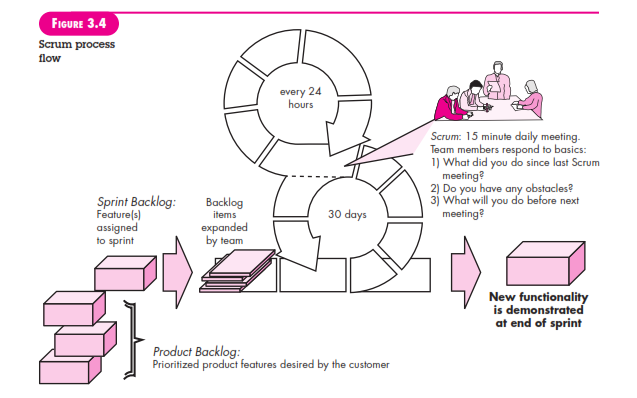 FIGURE 3.4
Scrum process
flow
every 24
hours
Scrum: 15 minute daily meeting.
Team members respond to basics:
1) What did you do since last Scrum
meeting?
2) Do you have any obstacles?
3) What will you do before next
meeting?
Sprint Backlog:
Feature(s)
assigned
to sprint
Backlog
items
expanded
by team
30 days
New functionality
is demonstrated
at end of sprint
Product Backlog:
Prioritized product features desired by the customer